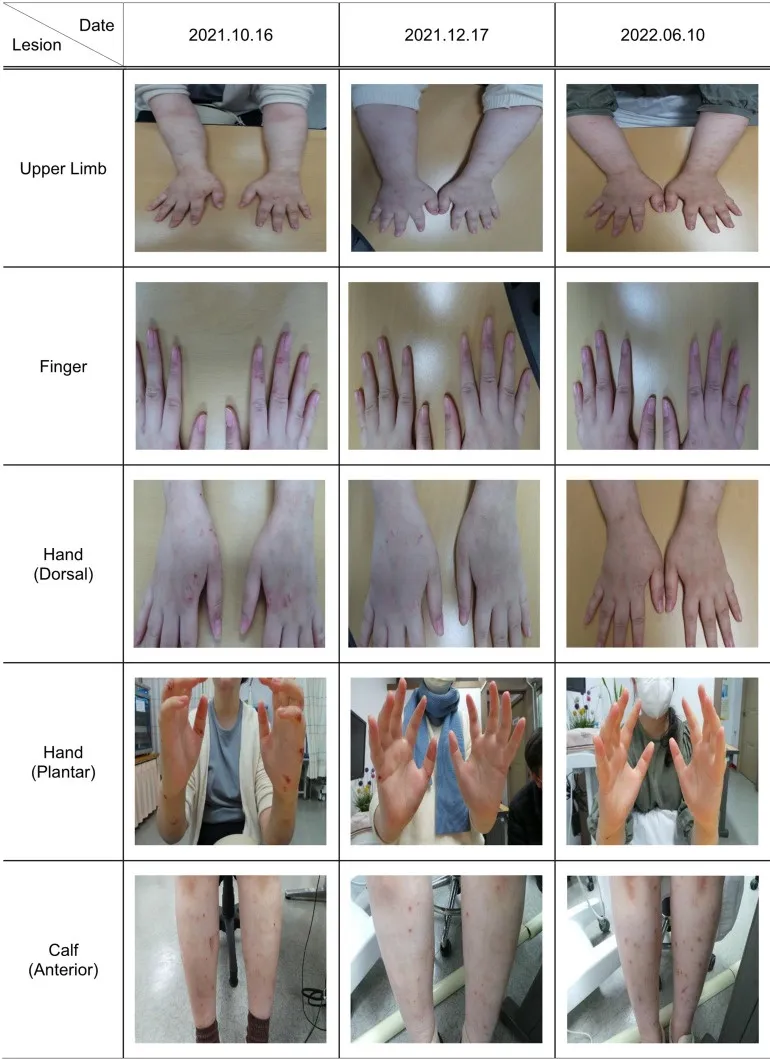 Date
Lesion
2021.10.16
2021.12.17
2022.06.10
Upper Limb
Finger
Hand
(Dorsal)
Hand
(Plantar)
Calf
(Anterior)